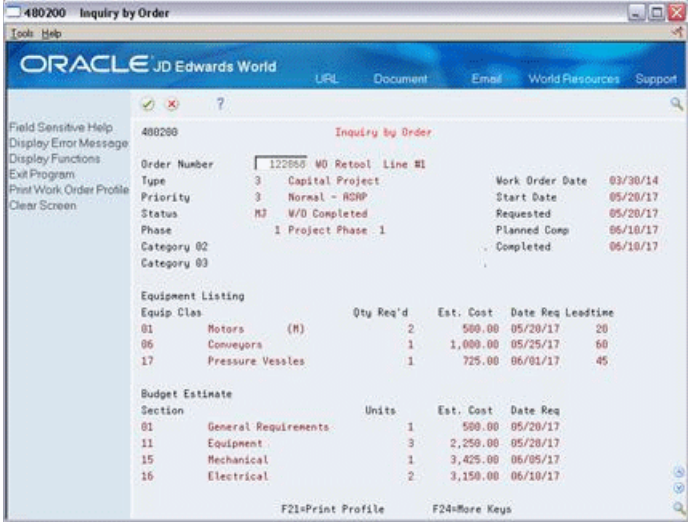 480200 Inquiry by Order
Tools Help
ORACLE JD Edwards World
URL Document Email World Resources Support
?
Field Sensitive Help
Display Error Message
Display Functions
Exit Program
Print Work Order Profile
Clear Screen
480200 Inquiry by Order
Order Number 122868 WO Retool Line #1
Type 3 Capital Project Work Order Date 03/30/14
Priority 3 Normal - ASAP Start Date 05/20/17
Status MJ W/O Completed Requested 05/20/17
Phase 1 Project Phase 1 Planned Comp 06/10/17
Category 02 . Completed 06/10/17
Category 03 .
Equipment Listing
Equip Clas Qty Req'd Est. Cost Date Req Leadtime
01 Motors (M) 2 500.00 05/20/17 20
06 Conveyors 1 1,000.00 05/25/17 60
17 Pressure Vessles 1 725.00 06/01/17 45
Budget Estimate
Section Units Est. Cost Date Req
01 General Requirements 1 500.00 05/20/17
11 Equipment 3 2,250.00 05/28/17
15 Mechanical 1 3,425.00 06/05/17
16 Electrical 2 3,150.00 06/10/17
F21=Print Profile F24=More Keys